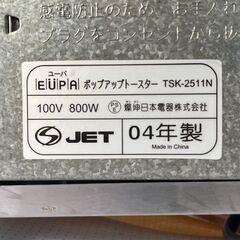 感電防止のため、お手入れ
プラグをコンセントから抜
ユーパ
EUPA ポップアップトースター TSK-2511N
100V 800W PSE 燦坤日本電器株式会社
JET 04年製
Made in China